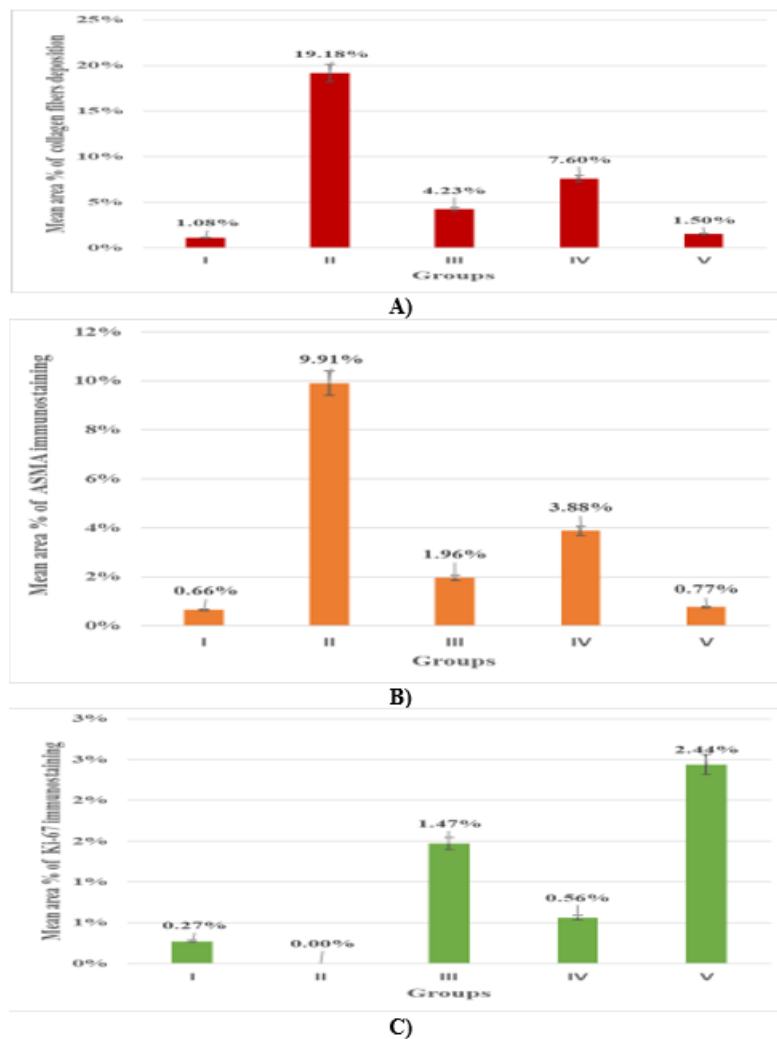 Mean area % of collagen fibers deposition
25%
20%
15%
10%
5%
0%
1.08%
19.18%
4.23%
7.60%
1.50%
I II III IV V
Groups
A)
Mean area % of ASMA immunostaining
12%
10%
8%
6%
4%
2%
0%
0.66%
9.91%
1.96%
3.88%
0.77%
I II III IV V
Groups
B)
Mean area % of Ki-67 immunostaining
3%
3%
2%
2%
1%
1%
0%
0.27%
0.00%
1.47%
0.56%
2.44%
I II III IV V
Groups
C)